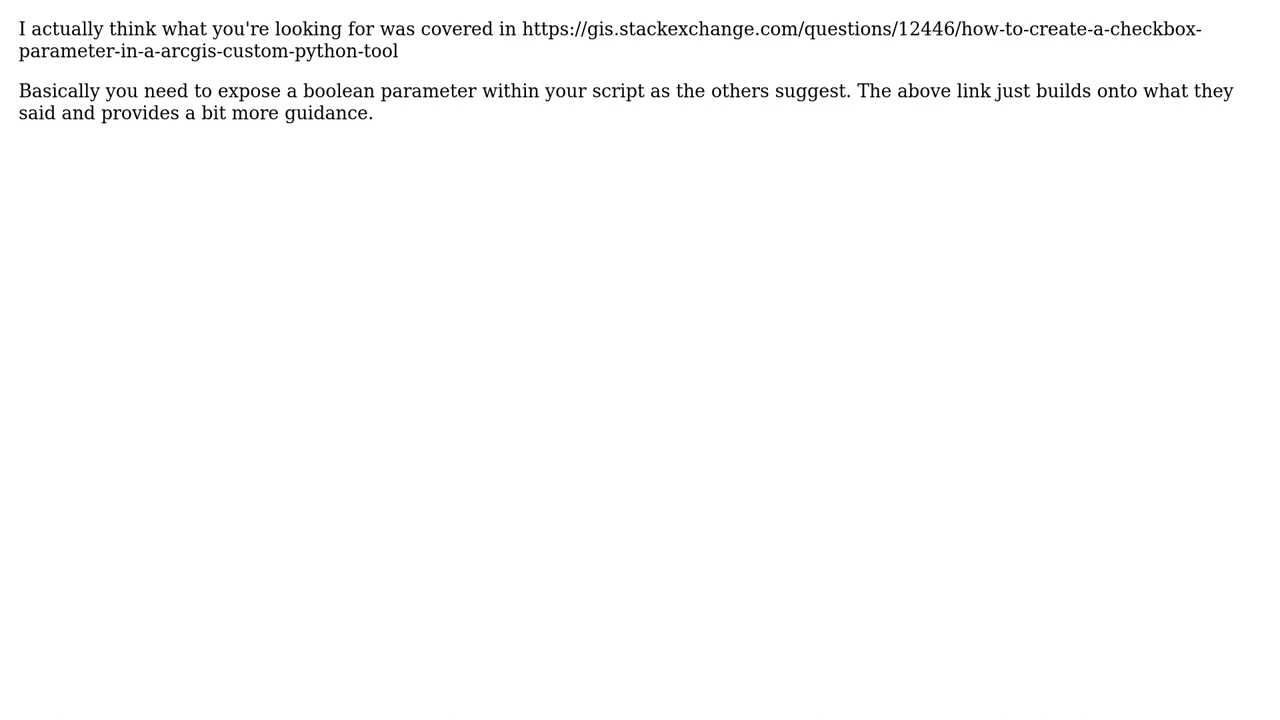 I actually think what you're looking for was covered in https://gis.stackexchange.com/questions/12446/how-to-create-a-checkbox-
parameter-in-a-arcgis-custom-python-tool
Basically you need to expose a boolean parameter within your script as the others suggest. The above link just builds onto what they
said and provides a bit more guidance.